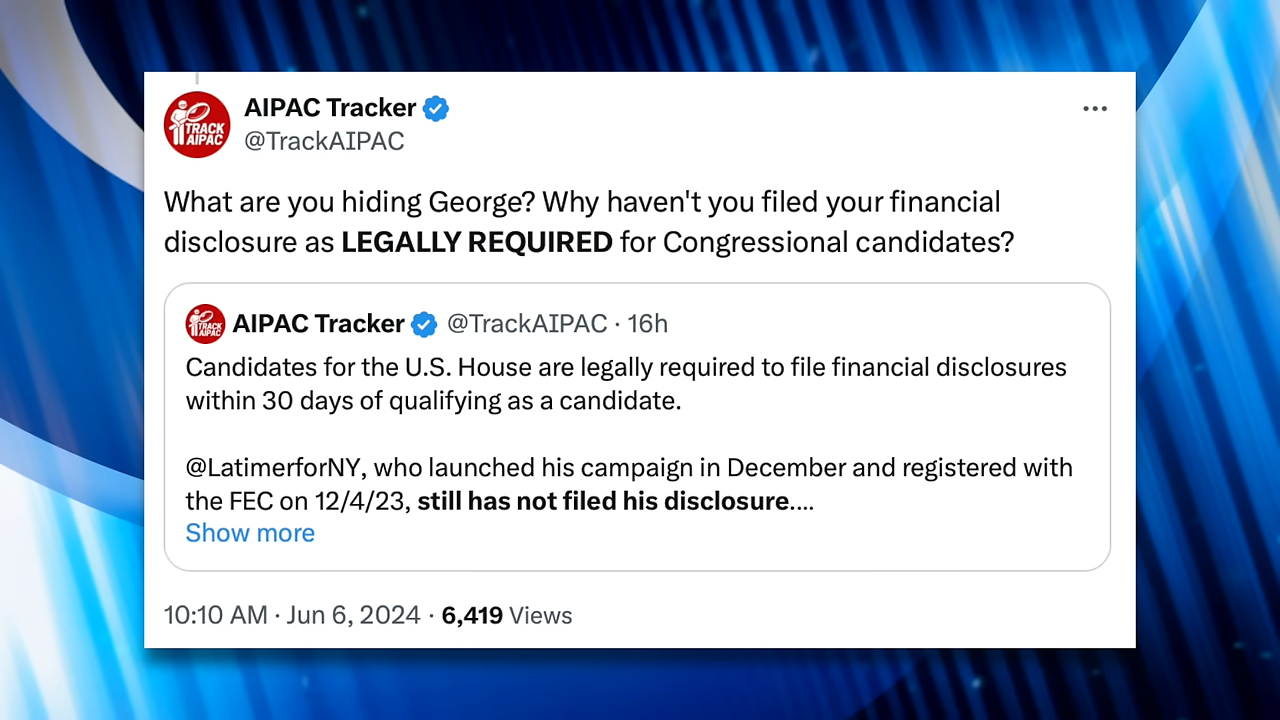 AIPAC Tracker
@TrackAIPAC
TRACK
AIPAC
What are you hiding George? Why haven't you filed your financial
disclosure as LEGALLY REQUIRED for Congressional candidates?
AIPAC Tracker @TrackAIPAC · 16h
TRACK
AIPAC
Candidates for the U.S. House are legally required to file financial disclosures
within 30 days of qualifying as a candidate.
@LatimerforNY, who launched his campaign in December and registered with
the FEC on 12/4/23, still has not filed his disclosure....
Show more
10:10 AM · Jun 6, 2024 · 6,419 Views